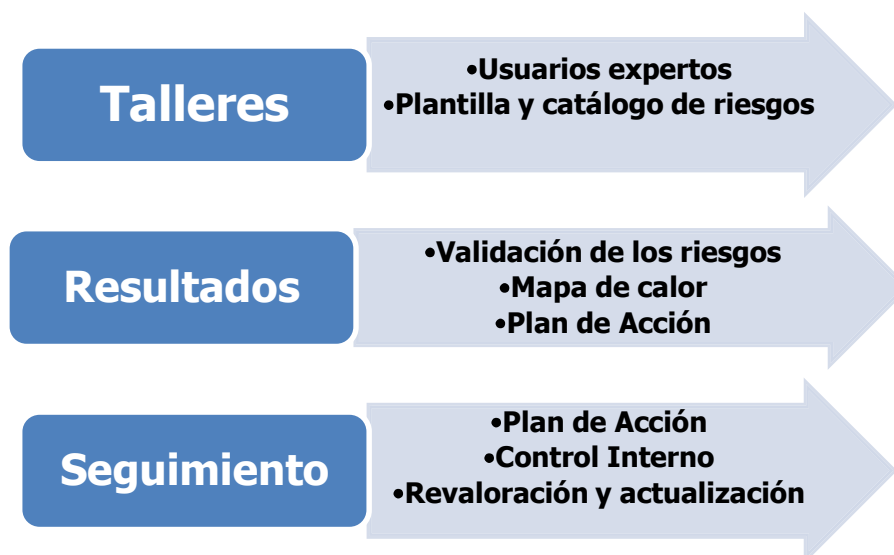 Talleres
•Usuarios expertos
•Plantilla y catálogo de riesgos
Resultados
•Validación de los riesgos
•Mapa de calor
•Plan de Acción
Seguimiento
•Plan de Acción
•Control Interno
•Revaloración y actualización